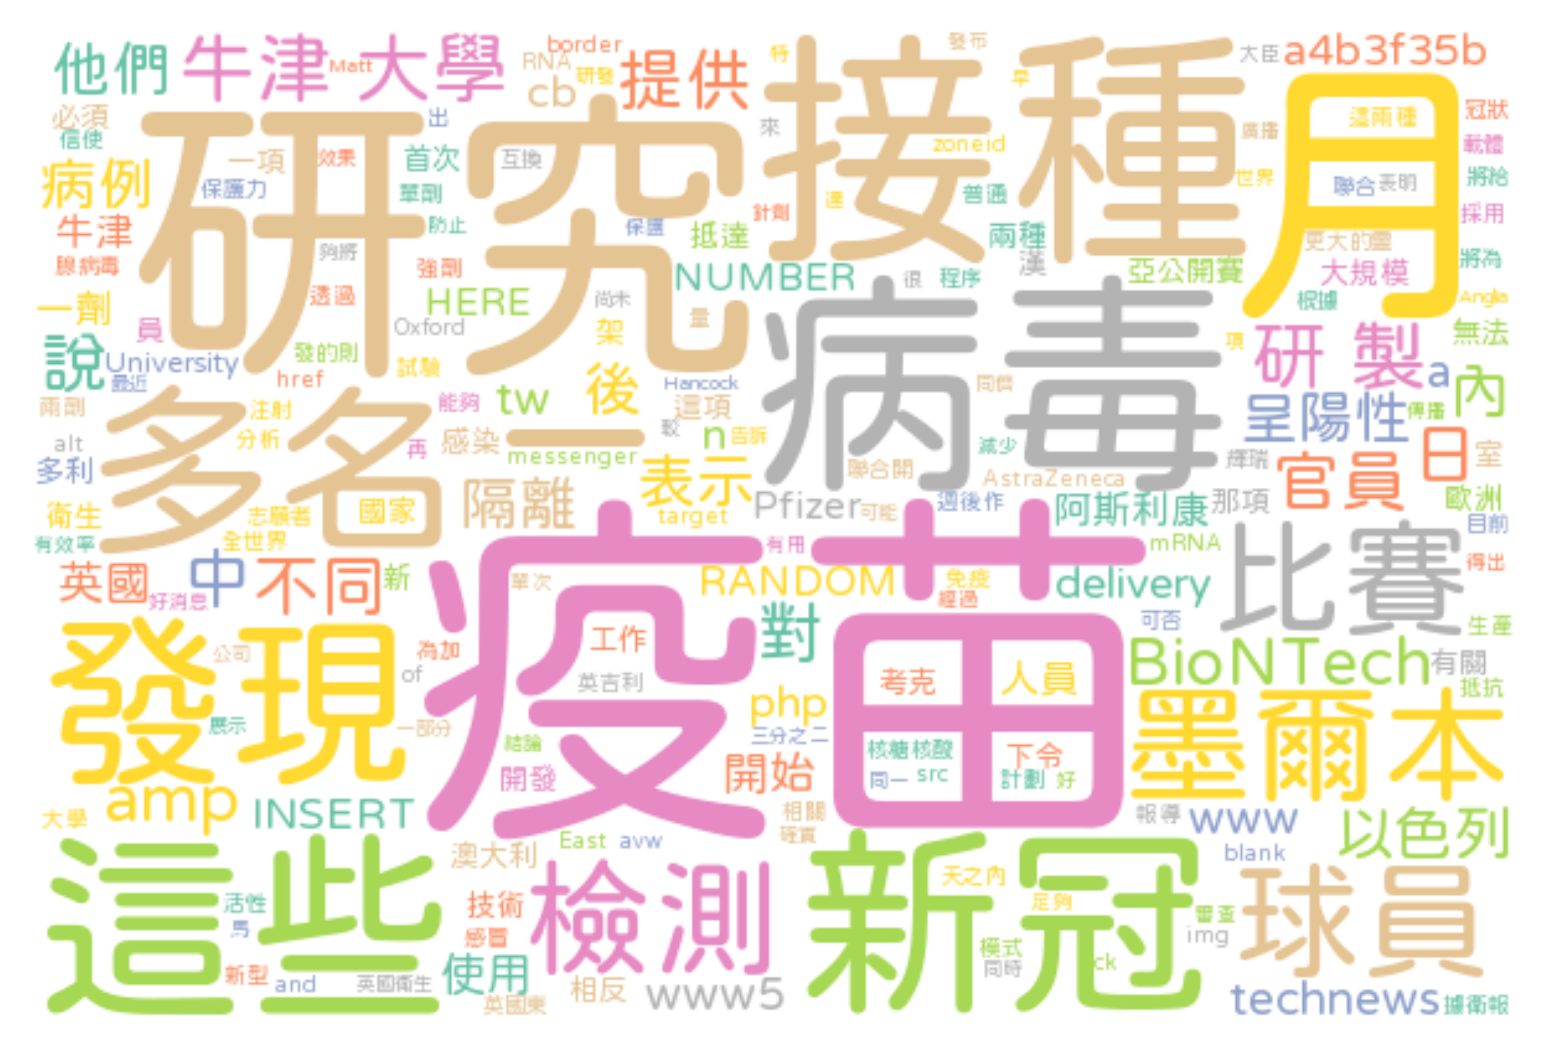 他們 牛津大學 Matt border RNA 研發 cb 提供 特 發布 早 大臣 a4b3f35b
必須 信使 研究 出 來 接種 月 這兩種 冠狀
病例 一項 效果 首次 互換 zoneid 廣播 載體
保護力 單劑 普通 世界 聯合 表明 將給
牛津 防止 保護 針劑 達 兩種 採用
腺病毒 夠將 強劑 抵達 漢 亞公開賽 更大的靈 大規模 將為
一劑 透過 HERE NUMBER 很 程序 根據 Angla
員 Oxford 尚未 架 量 病毒 無法
說 University 發的則 試驗 項 研製
最近 href 後 Hancock 同儕 a 內
兩劑 多名 注射 能夠 tw 一 這項 呈陽性 傳播
alt 分析 再 感染 messenger n 告訴 較 減少 日 室
多利 表示 聯合開 AstraZeneca 輝瑞 官員
衛生 志願者 國家 隔離 target Pfizer 可能 週後作 阿斯利康 那項 歐洲
有效率 全世界 疫苗 有用 mRNA 比賽 目前
英國 中 不同 新 單次 RANDOM 免疫 delivery 得出
好消息 經過 可否 生產
發現 公司 為加 工作 對 BioNTech 有關
of 英吉利 考克 人員 抵抗
展示 一部分 php 墨爾本
結論 三分之二 核糖核酸 下令
amp 開發 開始 同一 src 計劃 好
大學 INSERT 相關 報導 www 以色列
確實 East avw blank
這些 澳大利 檢測 新冠 天之內 球員
活性 技術 足夠 審查
馬 感冒 模式 img
新型 and 英國衛生 使用 同時 ck
英國東 相反 www5 technews 據衛報